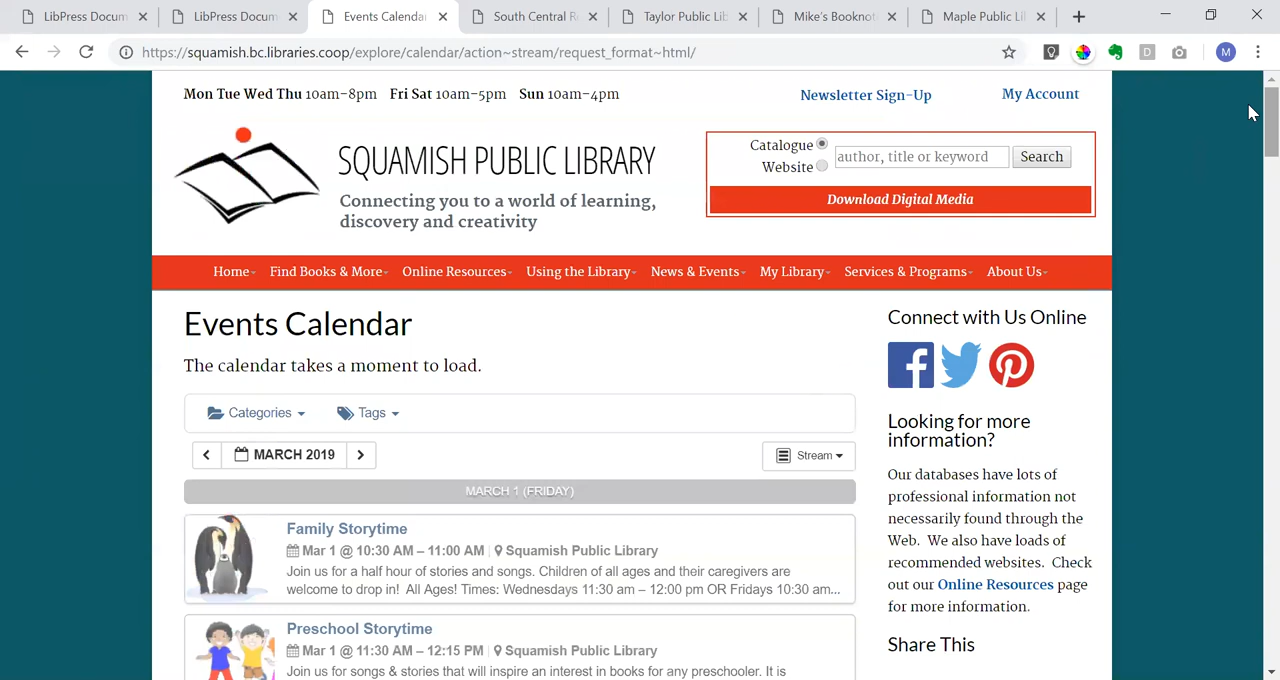 LibPress Docum
LibPress Docum
Events Calenda
South Central R
Taylor Public Lib
Mike's Booknot
Maple Public Li
https://squamish.bc.libraries.coop/explore/calendar/action~stream/request_format~html/
D
M
Mon Tue Wed Thu 10am–8pm Fri Sat 10am–5pm Sun 10am–4pm
Newsletter Sign-Up
My Account
SQUAMISH PUBLIC LIBRARY
Connecting you to a world of learning,
discovery and creativity
Catalogue
Website
author, title or keyword
Search
Download Digital Media
Home
Find Books & More
Online Resources
Using the Library
News & Events
My Library
Services & Programs
About Us
Events Calendar
The calendar takes a moment to load.
Categories
Tags
MARCH 2019
Stream
MARCH 1 (FRIDAY)
Family Storytime
Mar 1 @ 10:30 AM – 11:00 AM | Squamish Public Library
Join us for a half hour of stories and songs. Children of all ages and their caregivers are
welcome to drop in! All Ages! Times: Wednesdays 11:30 am – 12:00 pm OR Fridays 10:30 am...
Preschool Storytime
Mar 1 @ 11:30 AM – 12:15 PM | Squamish Public Library
Join us for songs & stories that will inspire an interest in books for any preschooler. It is
Connect with Us Online
Looking for more
information?
Our databases have lots of
professional information not
necessarily found through the
Web. We also have loads of
recommended websites. Check
out our Online Resources page
for more information.
Share This